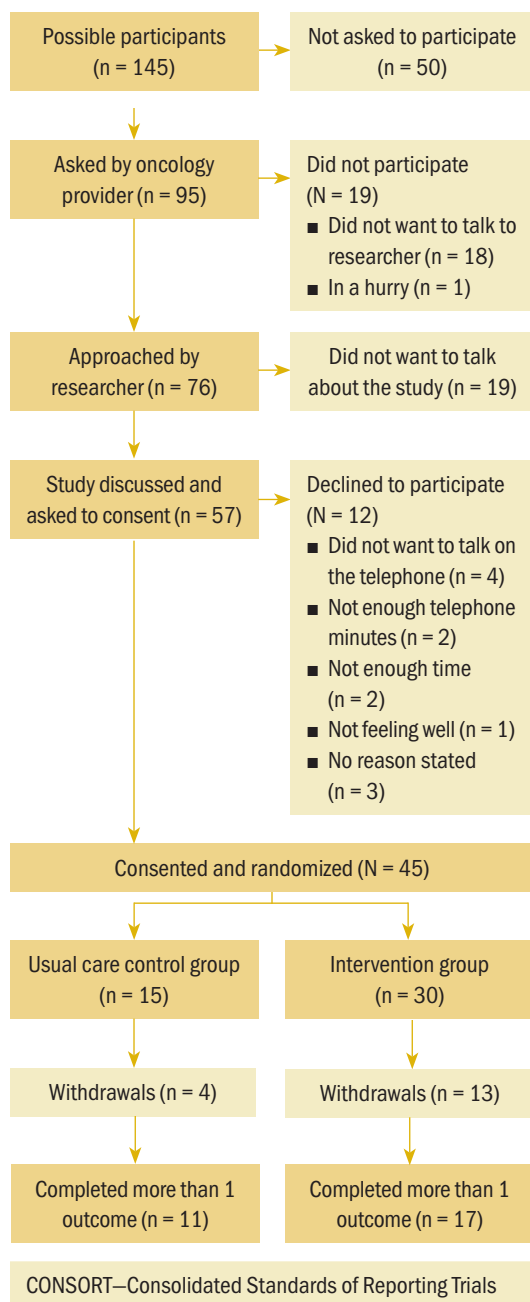 Possible participants
(n = 145)
Not asked to participate
(n = 50)
Asked by oncology
provider (n = 95)
Did not participate
(N = 19)
■ Did not want to talk to
researcher (n = 18)
■ In a hurry (n = 1)
Approached by
researcher (n = 76)
Did not want to talk
about the study (n = 19)
Study discussed and
asked to consent (n = 57)
Declined to participate
(N = 12)
■ Did not want to talk on
the telephone (n = 4)
■ Not enough telephone
minutes (n = 2)
■ Not enough time
(n = 2)
■ Not feeling well (n = 1)
■ No reason stated
(n = 3)
Consented and randomized (N = 45)
Usual care control group
(n = 15)
Intervention group
(n = 30)
Withdrawals (n = 4)
Withdrawals (n = 13)
Completed more than 1
outcome (n = 11)
Completed more than 1
outcome (n = 17)
CONSORT—Consolidated Standards of Reporting Trials